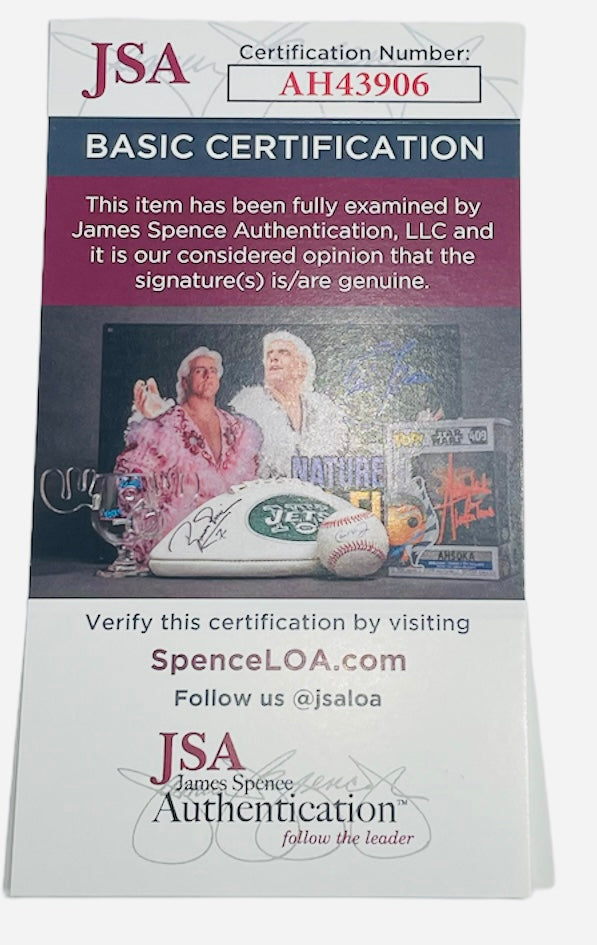 JSA
Certification Number:
AH43906
BASIC CERTIFICATION
This item has been fully examined by
James Spence Authentication, LLC and
it is our considered opinion that the
signature(s) is/are genuine.
NATURE
POP!
STAR
WARS
409
JETS
AHSOKA
Verify this certification by visiting
SpenceLOA.com
Follow us @jsaloa
JSA
James Spence
Authentication™
follow the leader